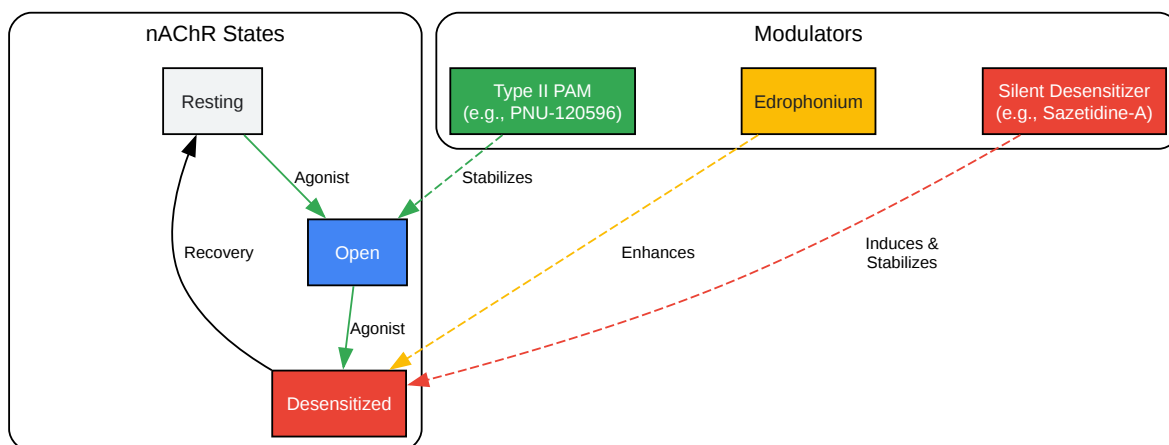 nAChR States
Modulators
Resting
Type II PAM
(e.g., PNU-120596)
Edrophonium
Silent Desensitizer
(e.g., Sazetidine-A)
Agonist
Stabilizes
Open
Recovery
Enhances
Induces &
Stabilizes
Agonist
Desensitized